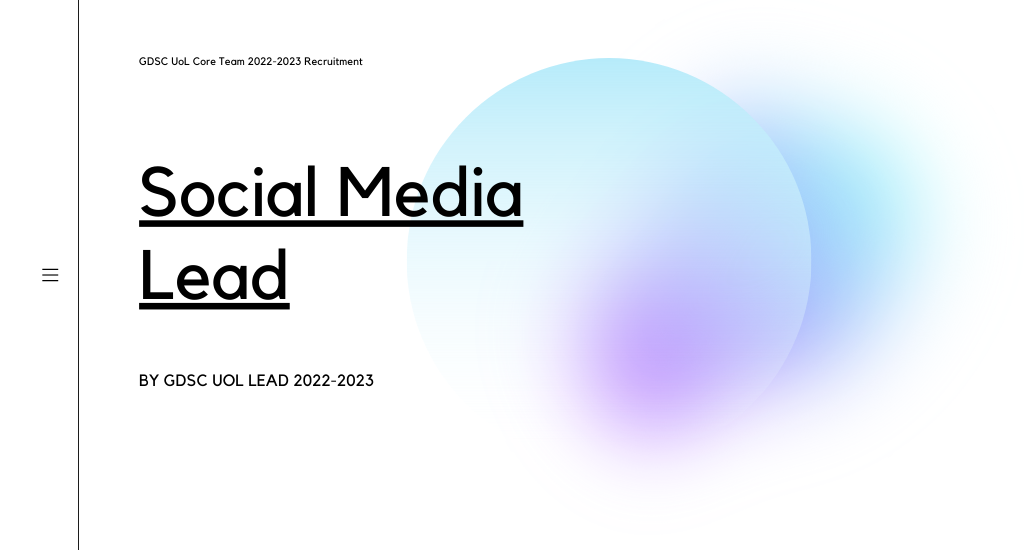 GDSC UoL Core Team 2022-2023 Recruitment
Social Media
Lead
BY GDSC UOL LEAD 2022-2023